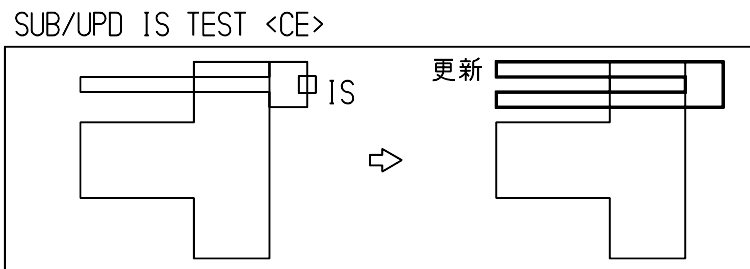 SUB/UPD IS TEST <CE>
更新
IS